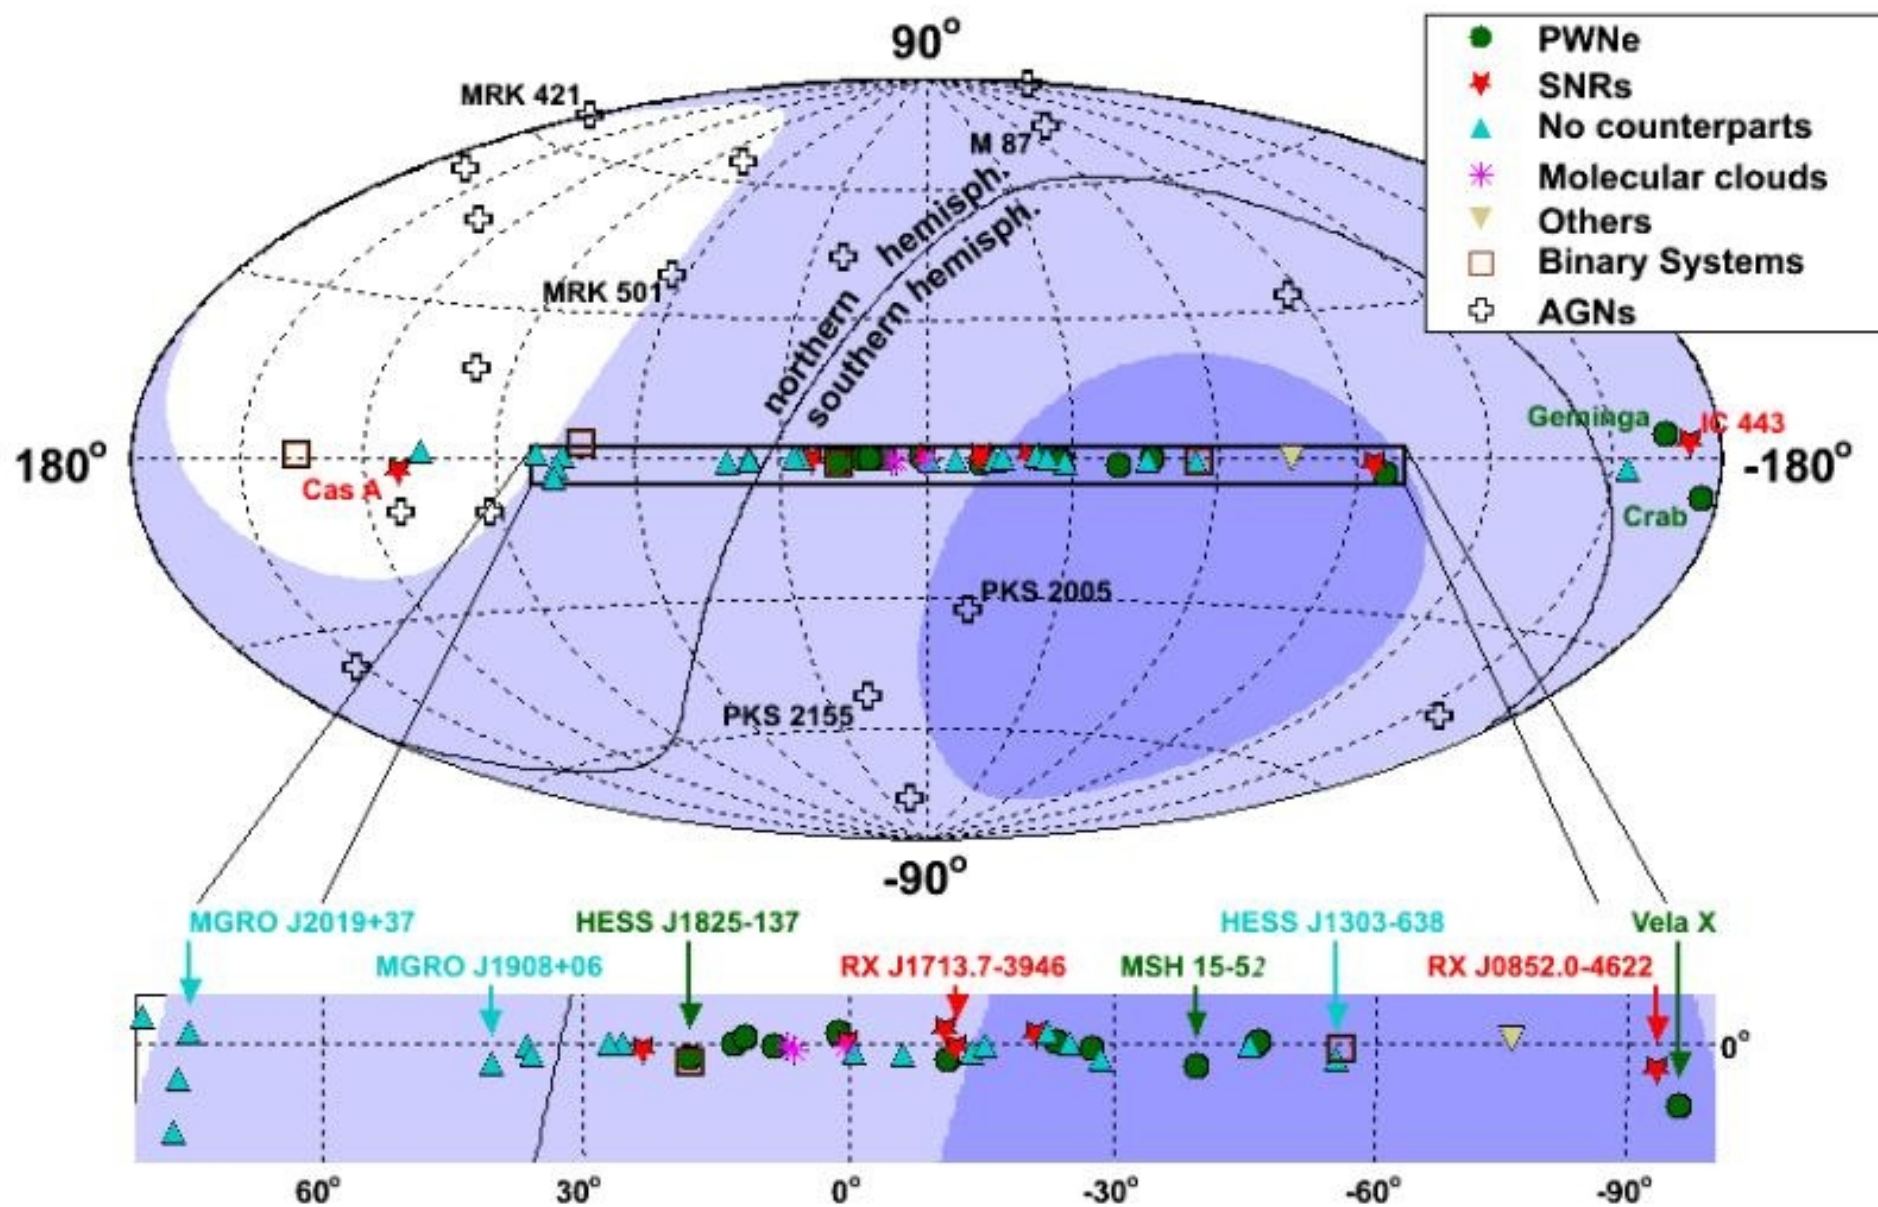 90°
PWNe
SNRs
No counterparts
Molecular clouds
Others
Binary Systems
AGNs
MRK 421
M 87
MRK 501
northern hemisph.
southern hemisph.
180°
-180°
Geminga
IC 443
Cas A
Crab
PKS 2005
PKS 2155
-90°
MGRO J2019+37
HESS J1825-137
HESS J1303-638
Vela X
MGRO J1908+06
RX J1713.7-3946
MSH 15-52
RX J0852.0-4622
0°
60°
30°
0°
-30°
-60°
-90°